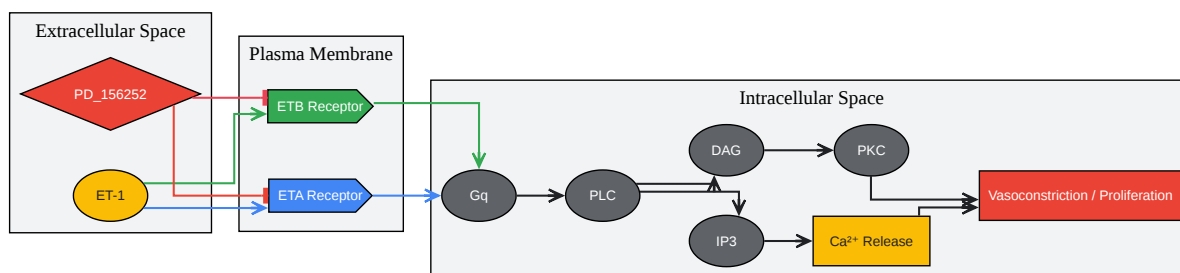 Extracellular Space
PD_156252
ET-1
Plasma Membrane
ETB Receptor
ETA Receptor
Intracellular Space
Gq
PLC
DAG
IP3
PKC
Ca²⁺ Release
Vasoconstriction / Proliferation